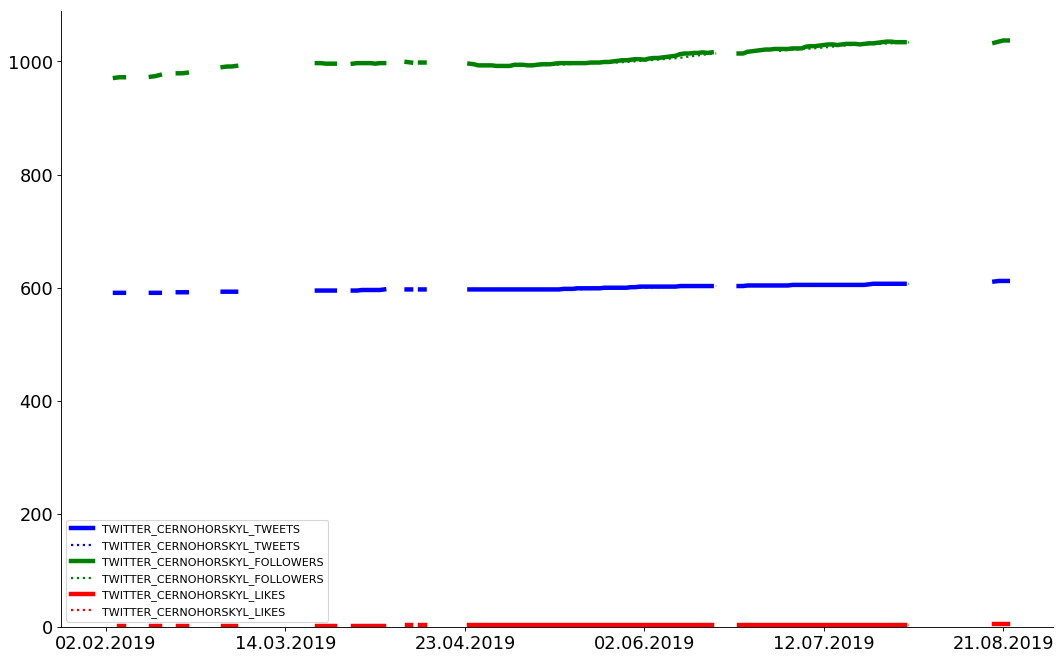 1000
800
600
400
200
0
TWITTER_CERNOHORSKYL_TWEETS
TWITTER_CERNOHORSKYL_TWEETS
TWITTER_CERNOHORSKYL_FOLLOWERS
TWITTER_CERNOHORSKYL_FOLLOWERS
TWITTER_CERNOHORSKYL_LIKES
TWITTER_CERNOHORSKYL_LIKES
02.02.2019 14.03.2019 23.04.2019 02.06.2019 12.07.2019 21.08.2019